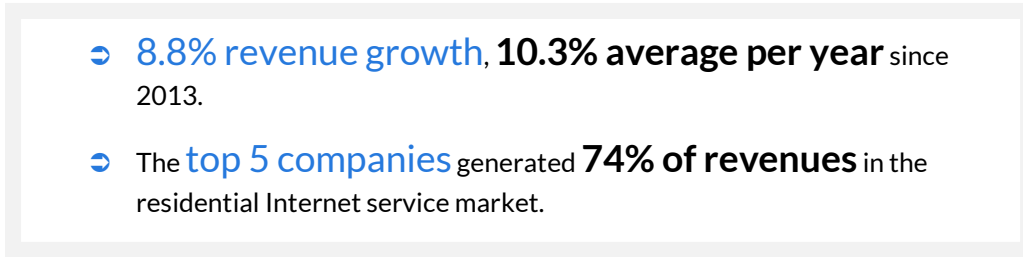 ➲ 8.8% revenue growth, 10.3% average per year since
2013.
➲ The top 5 companies generated 74% of revenues in the
residential Internet service market.